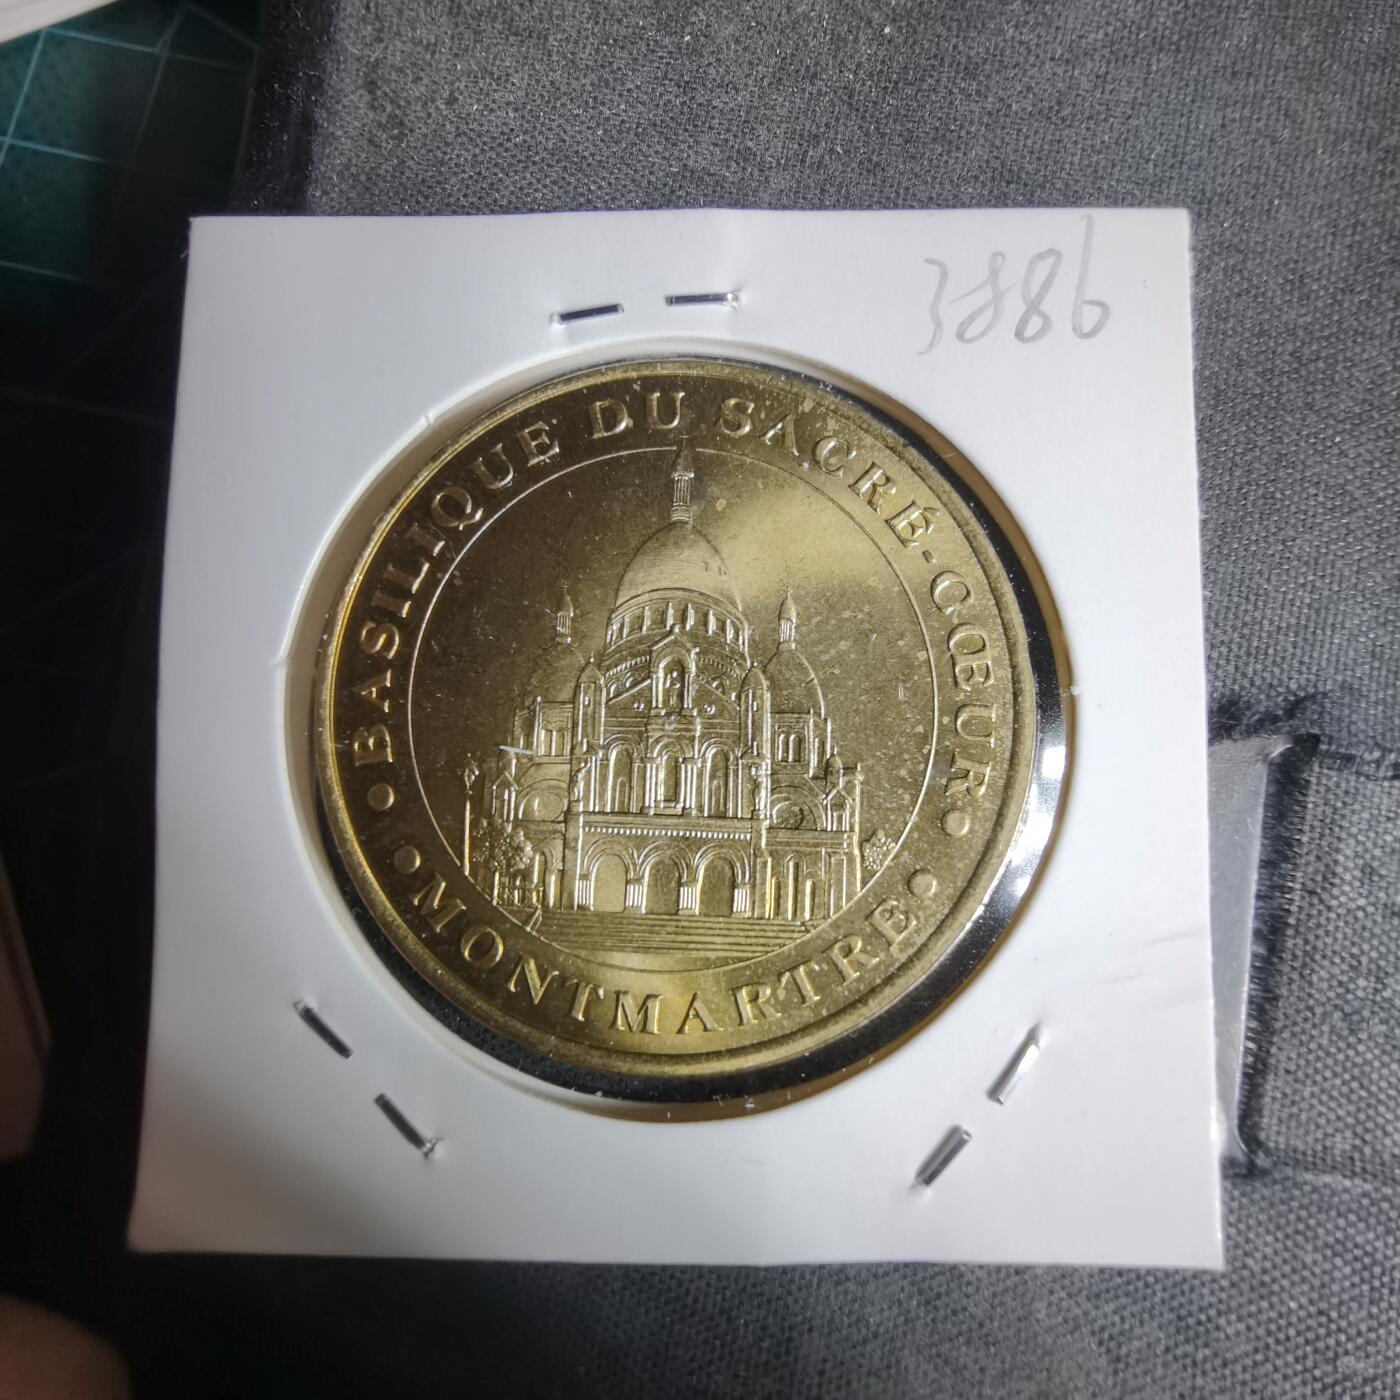 3886
BASILIQUE DU SACRÉ-CŒUR
MONTMARTRE